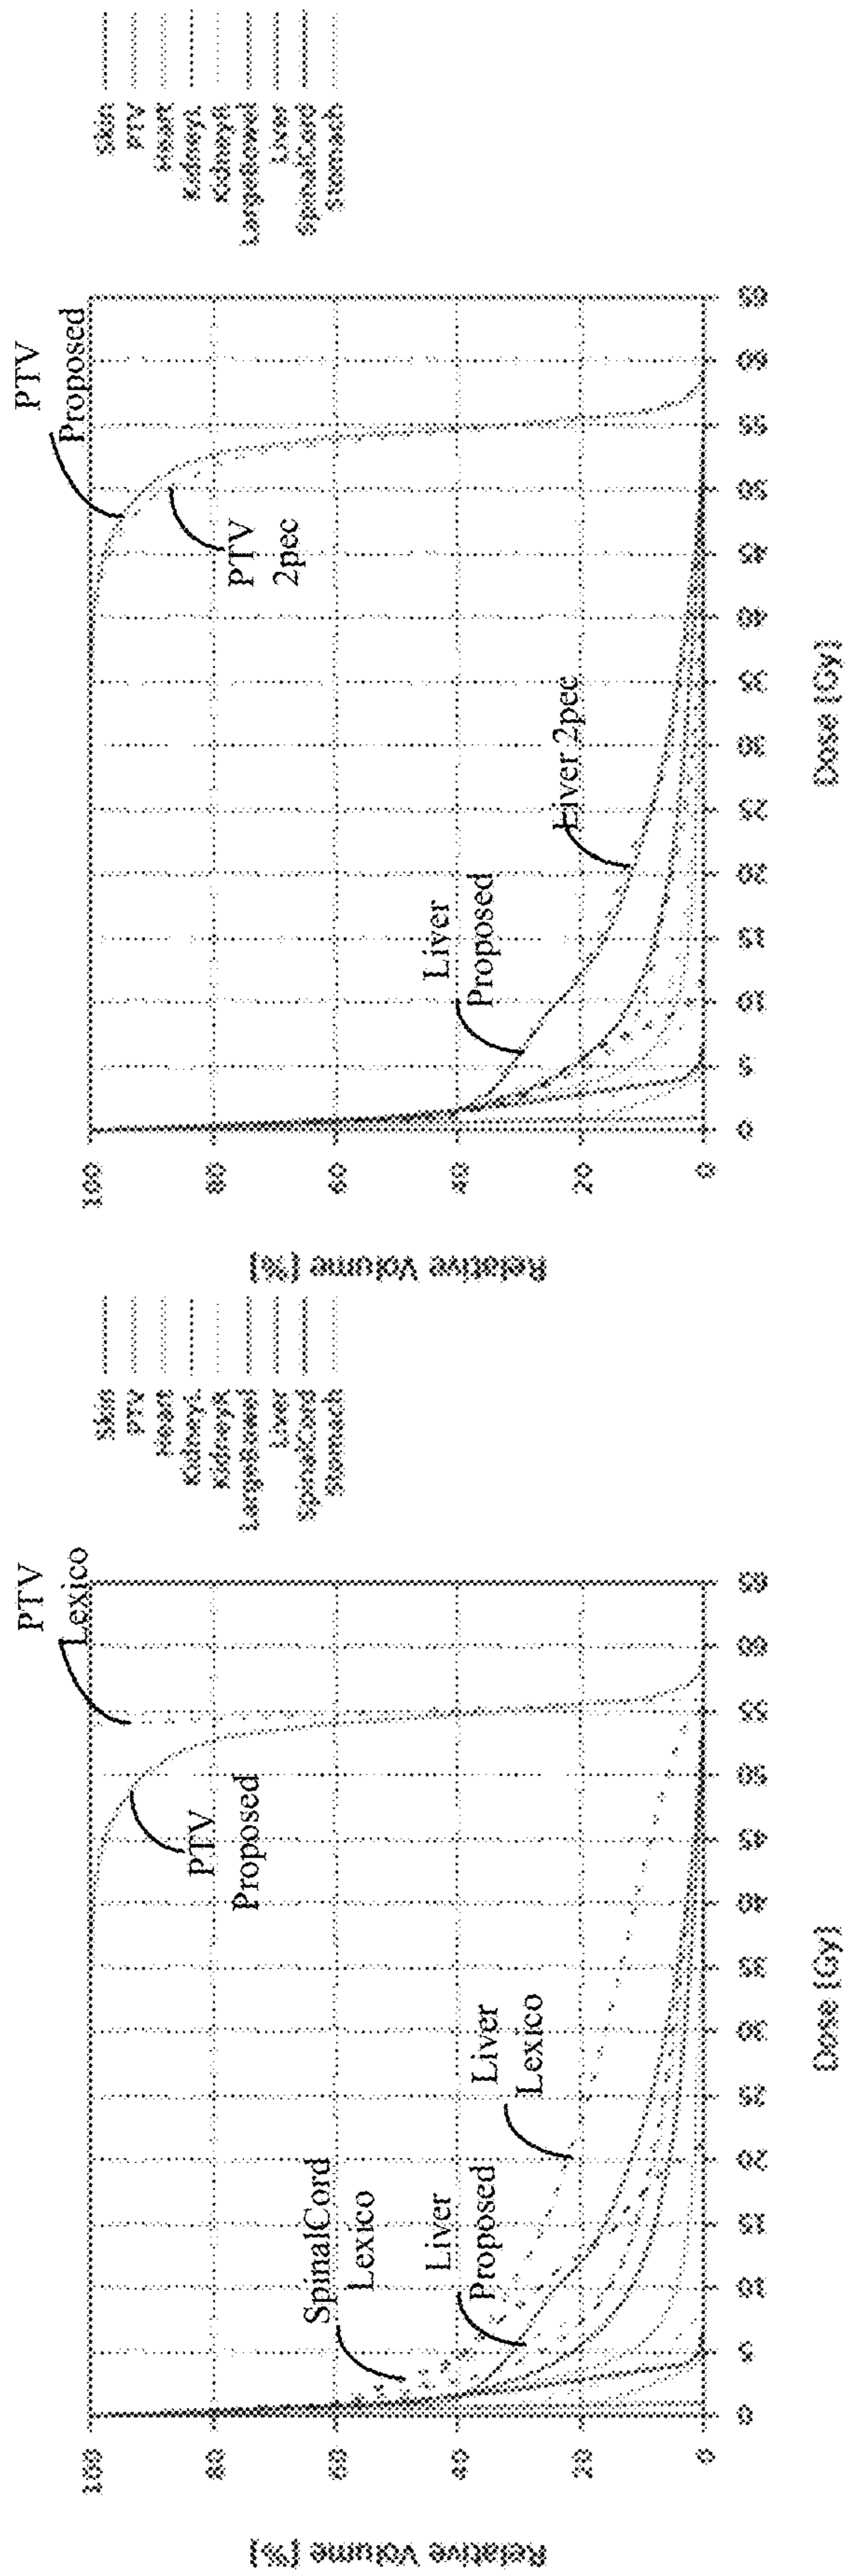 PTV
Lexico
PTV
Proposed
SpinalCord
Lexico
Liver
Proposed
Liver
Lexico
Relative Volume [%]
100
80
60
40
20
0
0 5 10 15 20 25 30 35 40 45 50 55 60 65
Dose [Gy]
Skin
PTV
Heart
KidneyL
KidneyR
LargeBowel
Liver
SpinalCord
Stomach
PTV
Proposed
PTV
2pec
Liver
Proposed
Liver 2pec
Relative Volume [%]
100
80
60
40
20
0
0 5 10 15 20 25 30 35 40 45 50 55 60 65
Dose [Gy]
Skin
PTV
Heart
KidneyL
KidneyR
LargeBowel
Liver
SpinalCord
Stomach